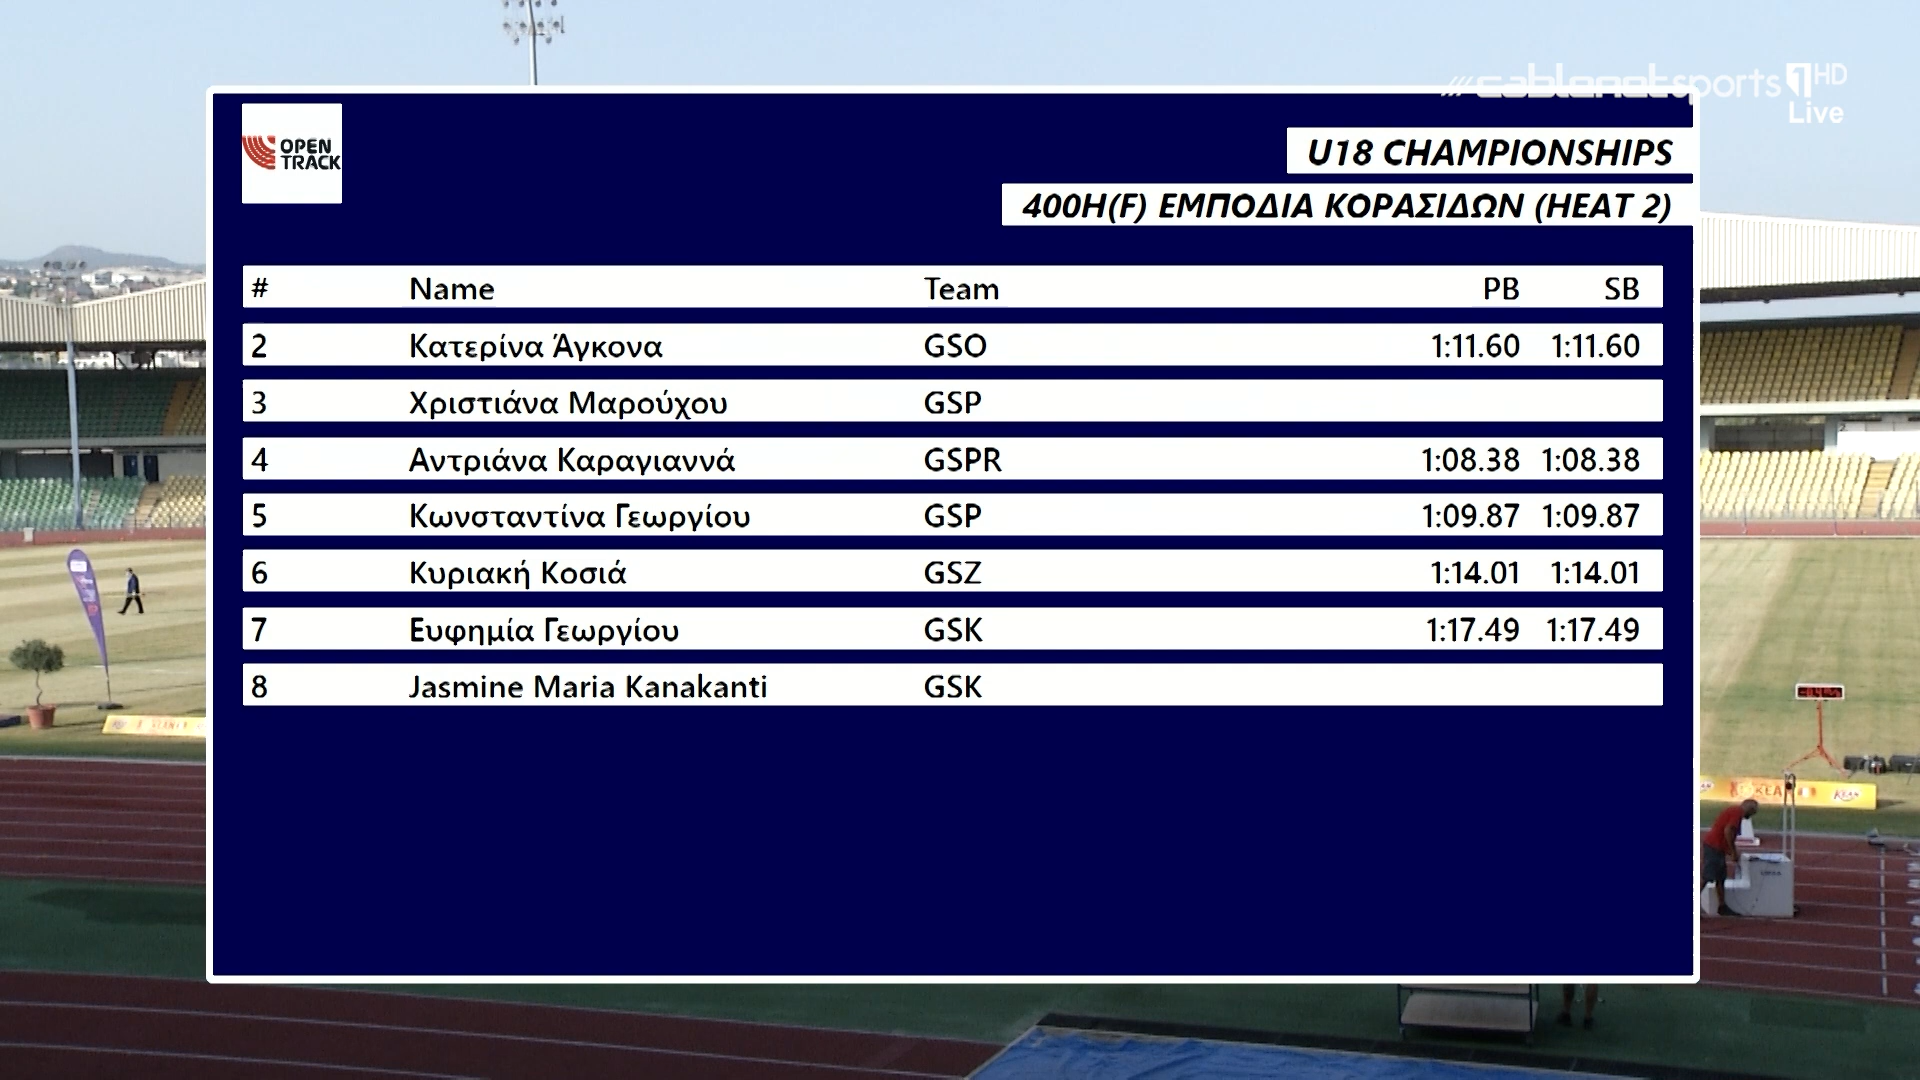 cablenetsports 1 HD
Live
OPEN
TRACK
U18 CHAMPIONSHIPS
400H(F) ΕΜΠΟΔΙΑ ΚΟΡΑΣΙΔΩΝ (HEAT 2)
# Name Team PB SB
2 Κατερίνα Άγκονα GSO 1:11.60 1:11.60
3 Χριστιάνα Μαρούχου GSP
4 Αντριάνα Καραγιαννά GSPR 1:08.38 1:08.38
5 Κωνσταντίνα Γεωργίου GSP 1:09.87 1:09.87
6 Κυριακή Κοσιά GSZ 1:14.01 1:14.01
7 Ευφημία Γεωργίου GSK 1:17.49 1:17.49
8 Jasmine Maria Kanakanti GSK
KEAN
KEAN